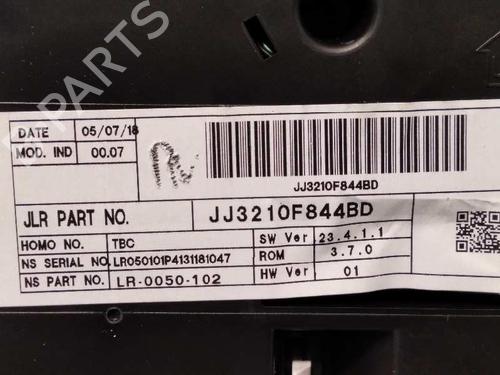 B-PARTS
DATE 05/07/18
MOD. IND 00.07
JJ3210F844BD
JLR PART NO. JJ3210F844BD
HOMO NO. TBC
SW Ver 23.4.1.1
NS SERIAL NO. LR050101P4131181047
ROM 3.7.0
NS PART NO. LR-0050-102
HW Ver 01